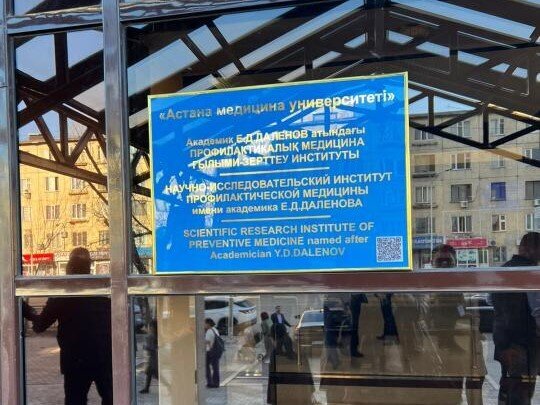 «Астана медицина университеті»
Академик Е.Д.ДАЛЕНОВ атындағы
ПРОФИЛАКТИКАЛЫҚ МЕДИЦИНА
ҒЫЛЫМИ-ЗЕРТТЕУ ИНСТИТУТЫ
НАУЧНО-ИССЛЕДОВАТЕЛЬСКИЙ ИНСТИТУТ
ПРОФИЛАКТИЧЕСКОЙ МЕДИЦИНЫ
имени академика Е.Д.ДАЛЕНОВА
SCIENTIFIC RESEARCH INSTITUTE OF
PREVENTIVE MEDICINE named after
Academician Y.D.DALENOV